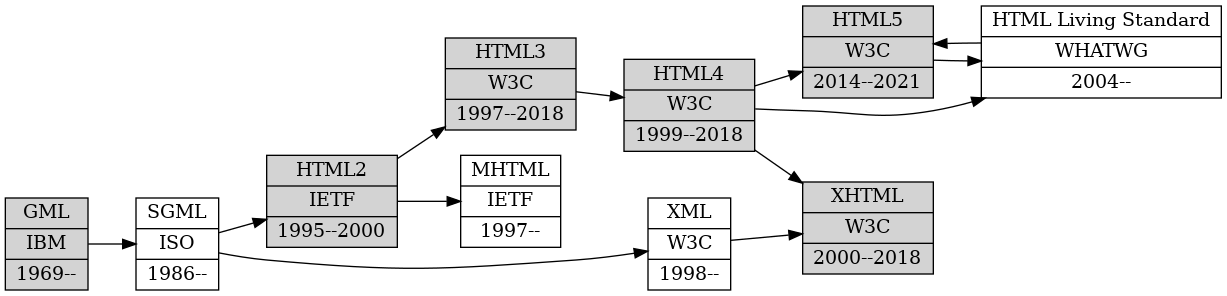 GML
IBM
1969--
SGML
ISO
1986--
HTML2
IETF
1995--2000
HTML3
W3C
1997--2018
MHTML
IETF
1997--
HTML4
W3C
1999--2018
XML
W3C
1998--
HTML5
W3C
2014--2021
XHTML
W3C
2000--2018
HTML Living Standard
WHATWG
2004--